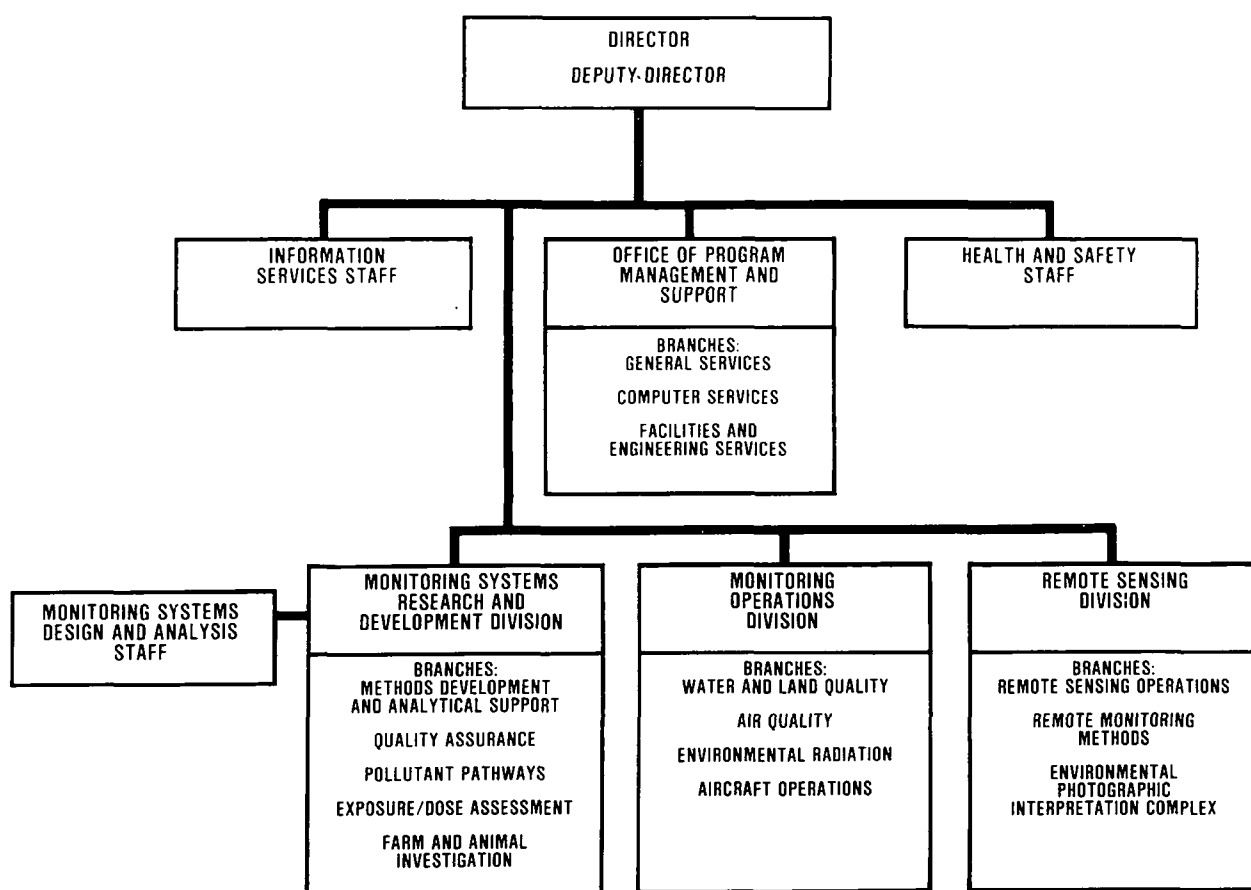 DIRECTOR
DEPUTY-DIRECTOR
INFORMATION
SERVICES STAFF
OFFICE OF PROGRAM
MANAGEMENT AND
SUPPORT
BRANCHES:
GENERAL SERVICES
COMPUTER SERVICES
FACILITIES AND
ENGINEERING SERVICES
HEALTH AND SAFETY
STAFF
MONITORING SYSTEMS
DESIGN AND ANALYSIS
STAFF
MONITORING SYSTEMS
RESEARCH AND
DEVELOPMENT DIVISION
BRANCHES:
METHODS DEVELOPMENT
AND ANALYTICAL SUPPORT
QUALITY ASSURANCE
POLLUTANT PATHWAYS
EXPOSURE/DOSE ASSESSMENT
FARM AND ANIMAL
INVESTIGATION
MONITORING
OPERATIONS
DIVISION
BRANCHES:
WATER AND LAND QUALITY
AIR QUALITY
ENVIRONMENTAL RADIATION
AIRCRAFT OPERATIONS
REMOTE SENSING
DIVISION
BRANCHES:
REMOTE SENSING OPERATIONS
REMOTE MONITORING
METHODS
ENVIRONMENTAL
PHOTOGRAPHIC
INTERPRETATION COMPLEX